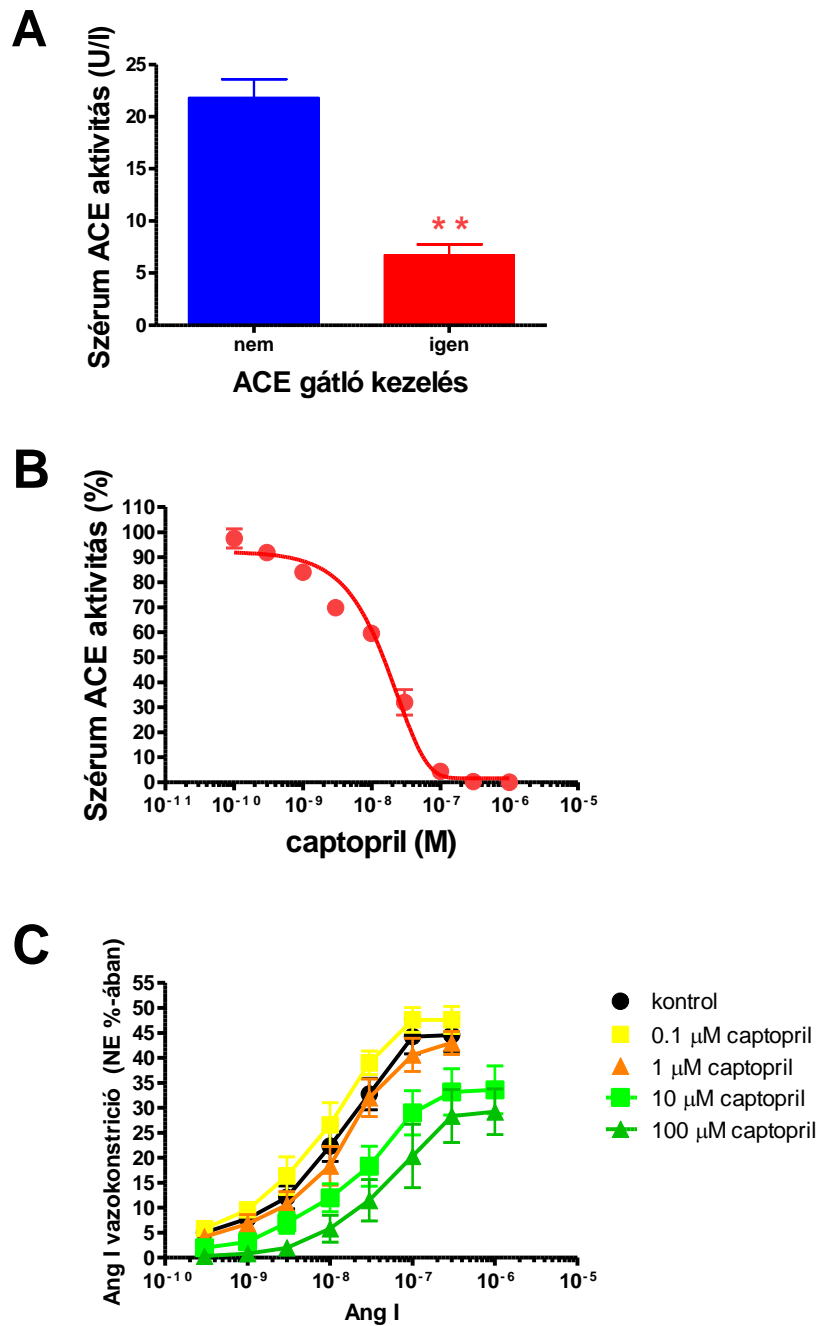 A
Szérum ACE aktivitás (U/l)
25
20
15
10
5
0
**
nem
igen
ACE gátló kezelés
B
Szérum ACE aktivitás (%)
110
100
90
80
70
60
50
40
30
20
10
0
10⁻¹¹ 10⁻¹⁰ 10⁻⁹ 10⁻⁸ 10⁻⁷ 10⁻⁶ 10⁻⁵
captopril (M)
C
Ang I vazokonstrició (NE %-ában)
55
50
45
40
35
30
25
20
15
10
5
0
10⁻¹⁰ 10⁻⁹ 10⁻⁸ 10⁻⁷ 10⁻⁶ 10⁻⁵
Ang I
kontrol
0.1 μM captopril
1 μM captopril
10 μM captopril
100 μM captopril